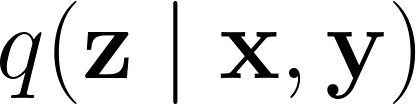 q(𝐳 | 𝐱, 𝐲)